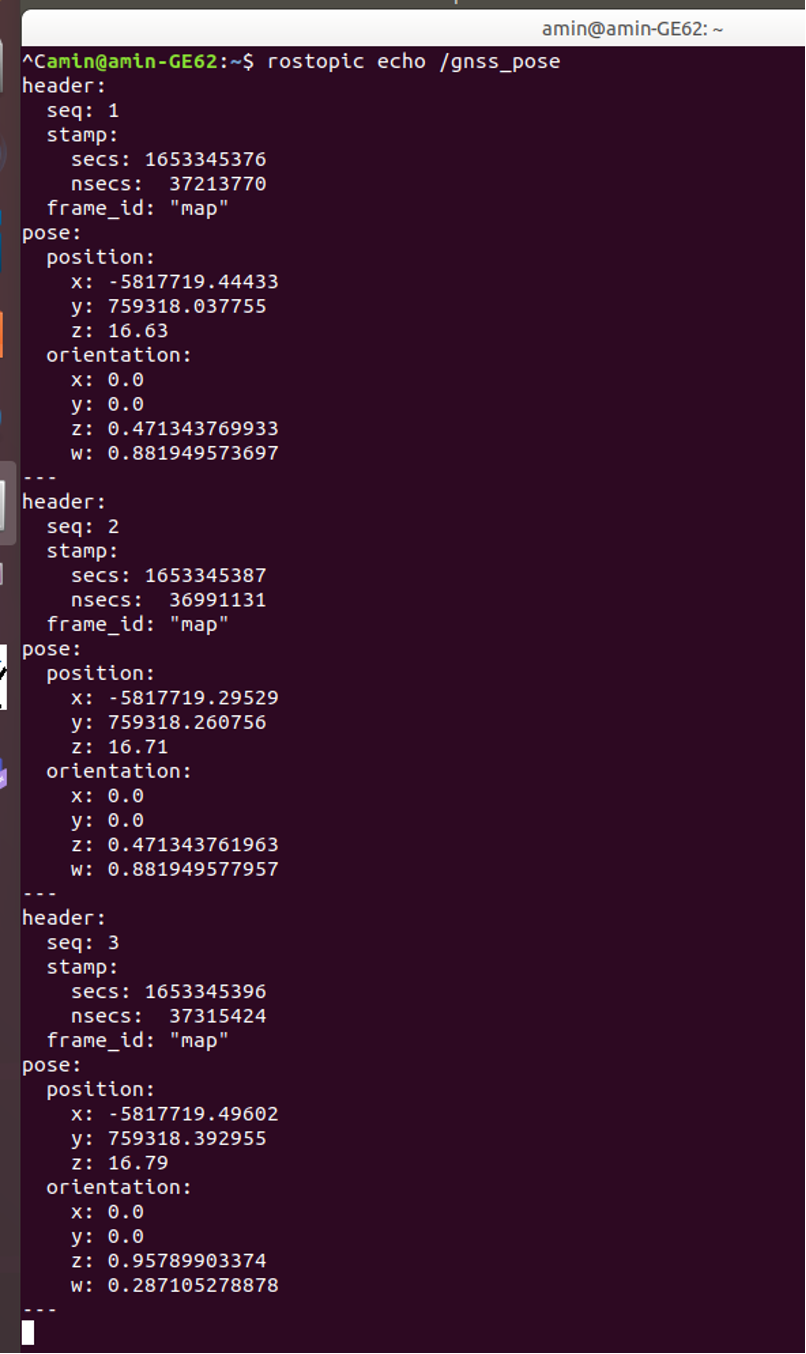 amin@amin-GE62: ~
^Camin@amin-GE62:~$ rostopic echo /gnss_pose
header:
  seq: 1
  stamp:
    secs: 1653345376
    nsecs:  37213770
  frame_id: "map"
pose:
  position:
    x: -5817719.44433
    y: 759318.037755
    z: 16.63
  orientation:
    x: 0.0
    y: 0.0
    z: 0.471343769933
    w: 0.881949573697
---
header:
  seq: 2
  stamp:
    secs: 1653345387
    nsecs:  36991131
  frame_id: "map"
pose:
  position:
    x: -5817719.29529
    y: 759318.260756
    z: 16.71
  orientation:
    x: 0.0
    y: 0.0
    z: 0.471343761963
    w: 0.881949577957
---
header:
  seq: 3
  stamp:
    secs: 1653345396
    nsecs:  37315424
  frame_id: "map"
pose:
  position:
    x: -5817719.49602
    y: 759318.392955
    z: 16.79
  orientation:
    x: 0.0
    y: 0.0
    z: 0.95789903374
    w: 0.287105278878
---